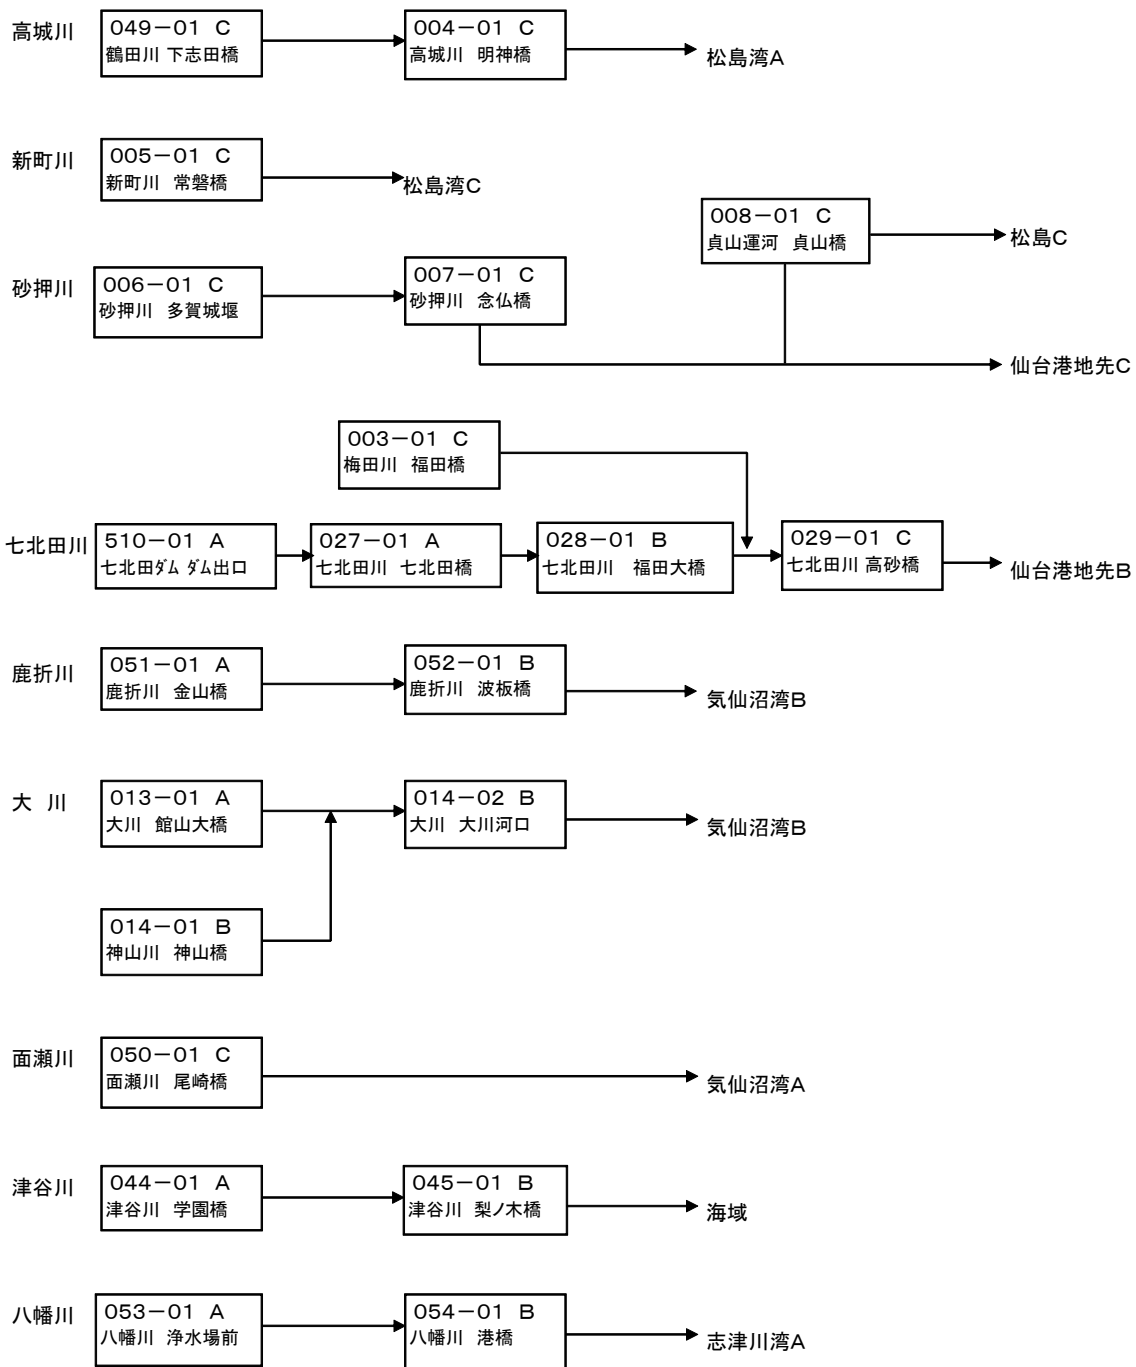 高城川
049－01 C
鶴田川 下志田橋
004－01 C
高城川 明神橋
松島湾A
新町川
005－01 C
新町川 常磐橋
松島湾C
008－01 C
貞山運河 貞山橋
松島C
砂押川
006－01 C
砂押川 多賀城堰
007－01 C
砂押川 念仏橋
仙台港地先C
003－01 C
梅田川 福田橋
七北田川
510－01 A
七北田ﾀﾞﾑ ﾀﾞﾑ出口
027－01 A
七北田川 七北田橋
028－01 B
七北田川 福田大橋
029－01 C
七北田川 高砂橋
仙台港地先B
鹿折川
051－01 A
鹿折川 金山橋
052－01 B
鹿折川 波板橋
気仙沼湾B
大 川
013－01 A
大川 館山大橋
014－02 B
大川 大川河口
気仙沼湾B
014－01 B
神山川 神山橋
面瀬川
050－01 C
面瀬川 尾崎橋
気仙沼湾A
津谷川
044－01 A
津谷川 学園橋
045－01 B
津谷川 梨ﾉ木橋
海域
八幡川
053－01 A
八幡川 浄水場前
054－01 B
八幡川 港橋
志津川湾A